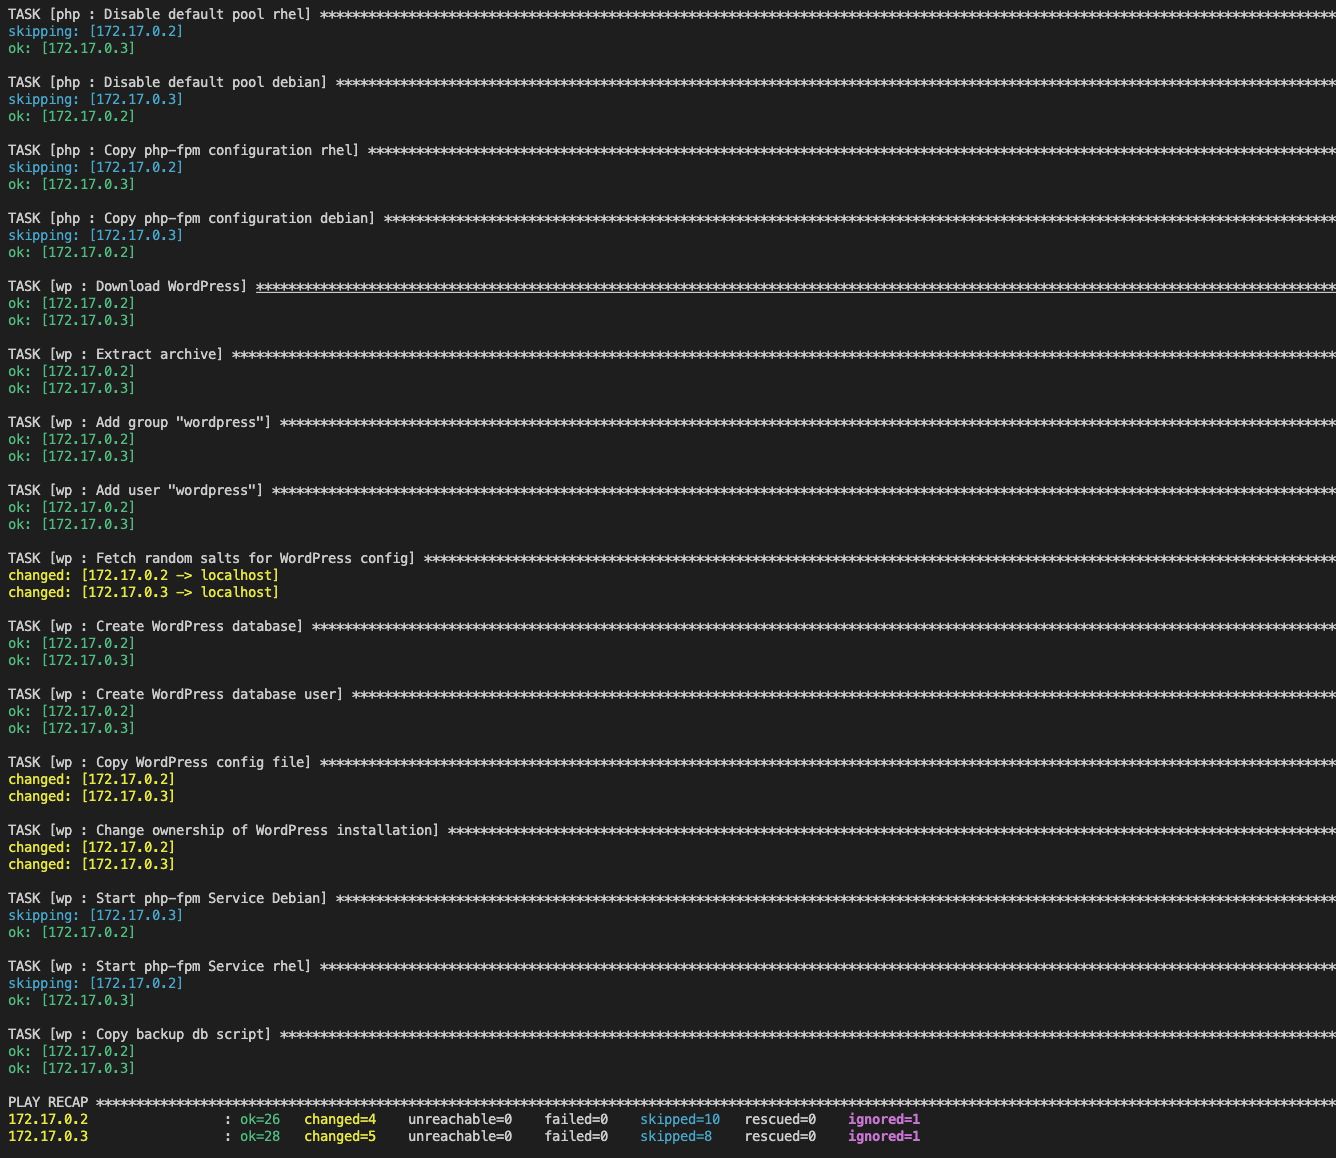 TASK [php : Disable default pool rhel] *******************************************************************************************************************************
skipping: [172.17.0.2]
ok: [172.17.0.3]
TASK [php : Disable default pool debian] *****************************************************************************************************************************
skipping: [172.17.0.3]
ok: [172.17.0.2]
TASK [php : Copy php-fpm configuration rhel] *************************************************************************************************************************
skipping: [172.17.0.2]
ok: [172.17.0.3]
TASK [php : Copy php-fpm configuration debian] ***********************************************************************************************************************
skipping: [172.17.0.3]
ok: [172.17.0.2]
TASK [wp : Download WordPress] ***************************************************************************************************************************************
ok: [172.17.0.2]
ok: [172.17.0.3]
TASK [wp : Extract archive] ******************************************************************************************************************************************
ok: [172.17.0.2]
ok: [172.17.0.3]
TASK [wp : Add group "wordpress"] ************************************************************************************************************************************
ok: [172.17.0.2]
ok: [172.17.0.3]
TASK [wp : Add user "wordpress"] *************************************************************************************************************************************
ok: [172.17.0.2]
ok: [172.17.0.3]
TASK [wp : Fetch random salts for WordPress config] ******************************************************************************************************************
changed: [172.17.0.2 -> localhost]
changed: [172.17.0.3 -> localhost]
TASK [wp : Create WordPress database] ********************************************************************************************************************************
ok: [172.17.0.2]
ok: [172.17.0.3]
TASK [wp : Create WordPress database user] ***************************************************************************************************************************
ok: [172.17.0.2]
ok: [172.17.0.3]
TASK [wp : Copy WordPress config file] *******************************************************************************************************************************
changed: [172.17.0.2]
changed: [172.17.0.3]
TASK [wp : Change ownership of WordPress installation] ***************************************************************************************************************
changed: [172.17.0.2]
changed: [172.17.0.3]
TASK [wp : Start php-fpm Service Debian] *****************************************************************************************************************************
skipping: [172.17.0.3]
ok: [172.17.0.2]
TASK [wp : Start php-fpm Service rhel] *******************************************************************************************************************************
skipping: [172.17.0.2]
ok: [172.17.0.3]
TASK [wp : Copy backup db script] ************************************************************************************************************************************
ok: [172.17.0.2]
ok: [172.17.0.3]
PLAY RECAP ***********************************************************************************************************************************************************
172.17.0.2                 : ok=26   changed=4    unreachable=0    failed=0    skipped=10   rescued=0    ignored=1
172.17.0.3                 : ok=28   changed=5    unreachable=0    failed=0    skipped=8    rescued=0    ignored=1